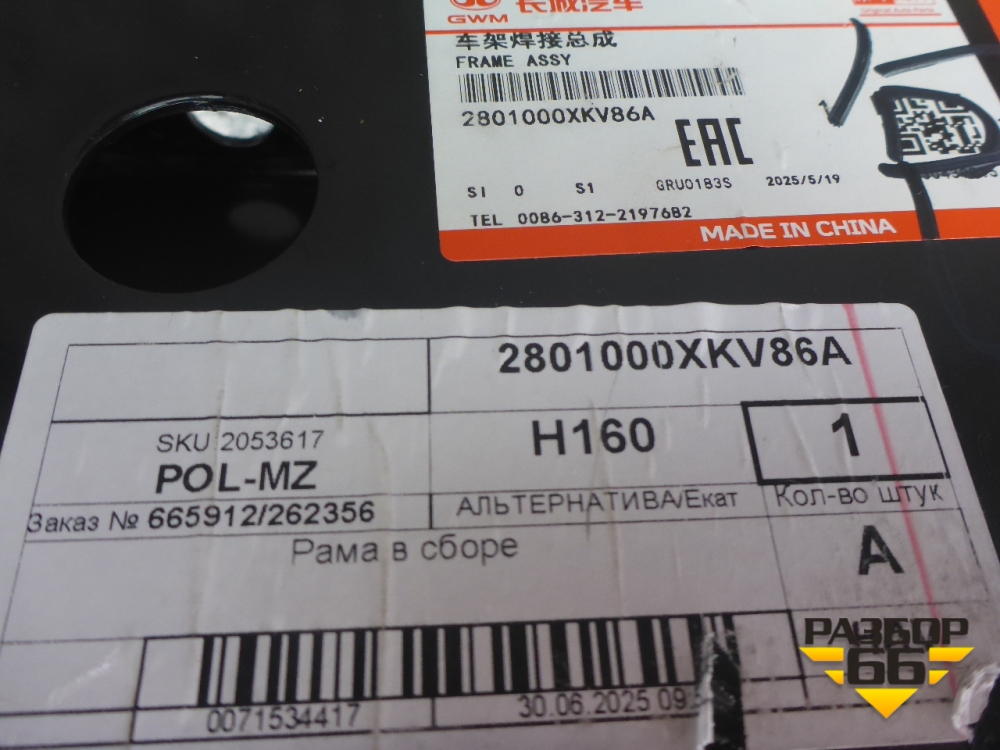 GWM 长城汽车
车架焊接总成
FRAME ASSY
2801000XKV86A
EAC
SI 0 S1 GRU0183S 2025/5/19
TEL 0086-312-2197682
MADE IN CHINA
2801000XKV86A
SKU 2053617
POL-MZ
H160
1
Заказ № 665912/262356
АЛЬТЕРНАТИВА/Екат
Кол-во штук
Рама в сборе
A
0071534417
30.06.2025 09
РАЗБОР
66